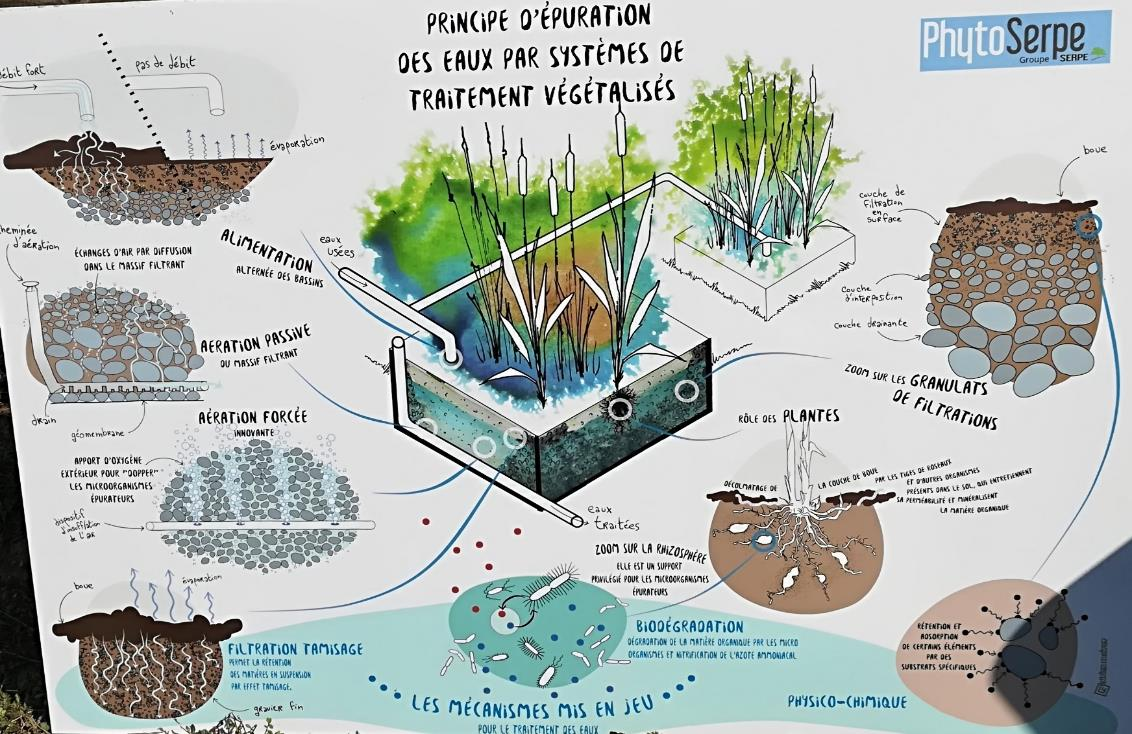 PRINCIPE D'ÉPURATION
DES EAUX PAR SYSTÈMES DE
TRAITEMENT VÉGÉTALISÉS
PhytoSerpe
Groupe SERPE
débit fort
pas de débit
évaporation
cheminée
d'aération
ÉCHANGES D'AIR PAR DIFFUSION
DANS LE MASSIF FILTRANT
ALIMENTATION
ALTERNÉE DES BASSINS
eaux
usées
AERATION PASSIVE
DU MASSIF FILTRANT
drain
géomembrane
AÉRATION FORCÉE
INNOVANTE
APPORT D'OXYGÈNE
EXTÉRIEUR POUR "DOPPER"
LES MICROORGANISMES
ÉPURATEURS
dispositif
d'insufflation
de l'air
boue
évaporation
FILTRATION TAMISAGE
PERMET LA RÉTENTION
DES MATIÈRES EN SUSPENSION
PAR EFFET TAMISAGE.
gravier fin
eaux
traitées
boue
couche de
filtration
en
surface
couche
d'interposition
couche drainante
ZOOM SUR LES GRANULATS
DE FILTRATIONS
RÔLE DES PLANTES
DÉCOLMATAGE DE LA COUCHE DE BOUE PAR LES TIGES DE ROSEAUX
ET D'AUTRES ORGANISMES
PRÉSENTS DANS LE SOL, QUI ENTRETIENNENT
SA PERMÉABILITÉ ET MINÉRALISENT
LA MATIÈRE ORGANIQUE
ZOOM SUR LA RHIZOSPHÈRE
ELLE EST UN SUPPORT
PRIVILÉGIÉ POUR LES MICROORGANISMES
ÉPURATEURS
BIODÉGRADATION
DÉGRADATION DE LA MATIÈRE ORGANIQUE PAR LES MICRO
ORGANISMES ET NITRIFICATION DE L'AZOTE AMMONIACAL
RÉTENTION ET
ADSORPTION
DE CERTAINS ÉLÉMENTS
PAR DES
SUBSTRATS SPÉCIFIQUES
PHYSICO-CHIMIQUE
LES MÉCANISMES MIS EN JEU
POUR LE TRAITEMENT DES EAUX